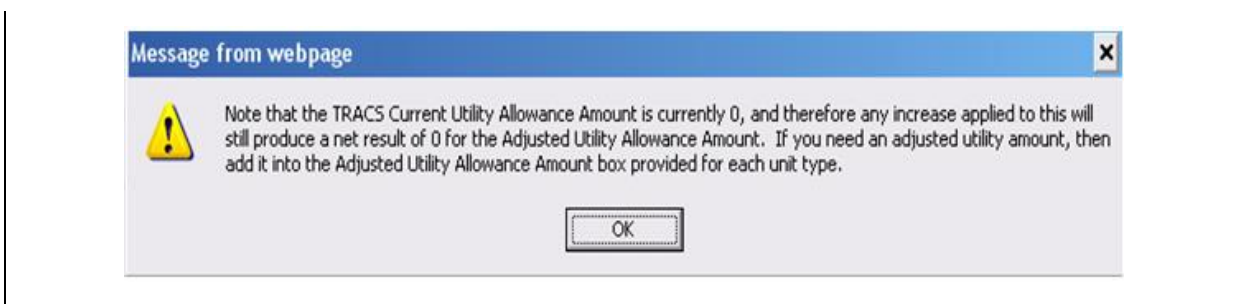 Message from webpage
Note that the TRACS Current Utility Allowance Amount is currently 0, and therefore any increase applied to this will
still produce a net result of 0 for the Adjusted Utility Allowance Amount. If you need an adjusted utility amount, then
add it into the Adjusted Utility Allowance Amount box provided for each unit type.
OK